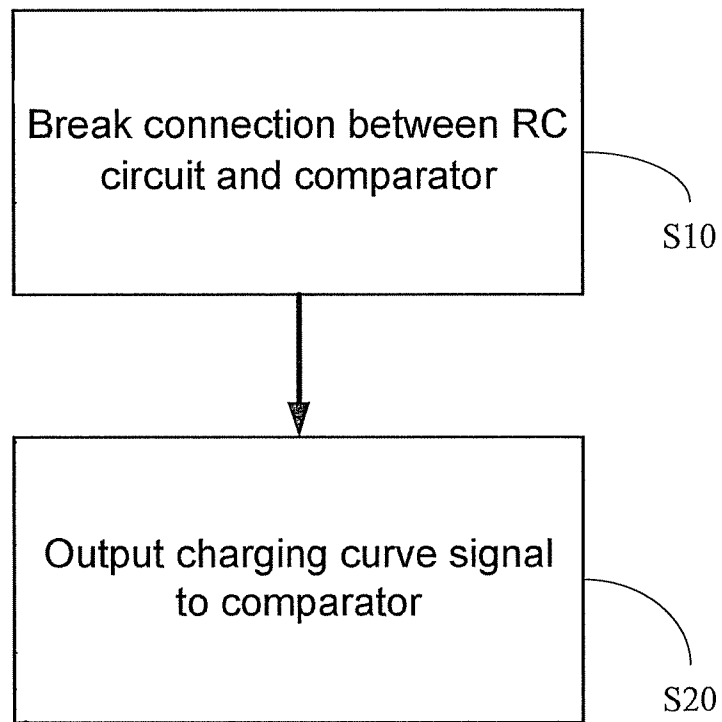 Break connection between RC
circuit and comparator
S10
Output charging curve signal
to comparator
S20